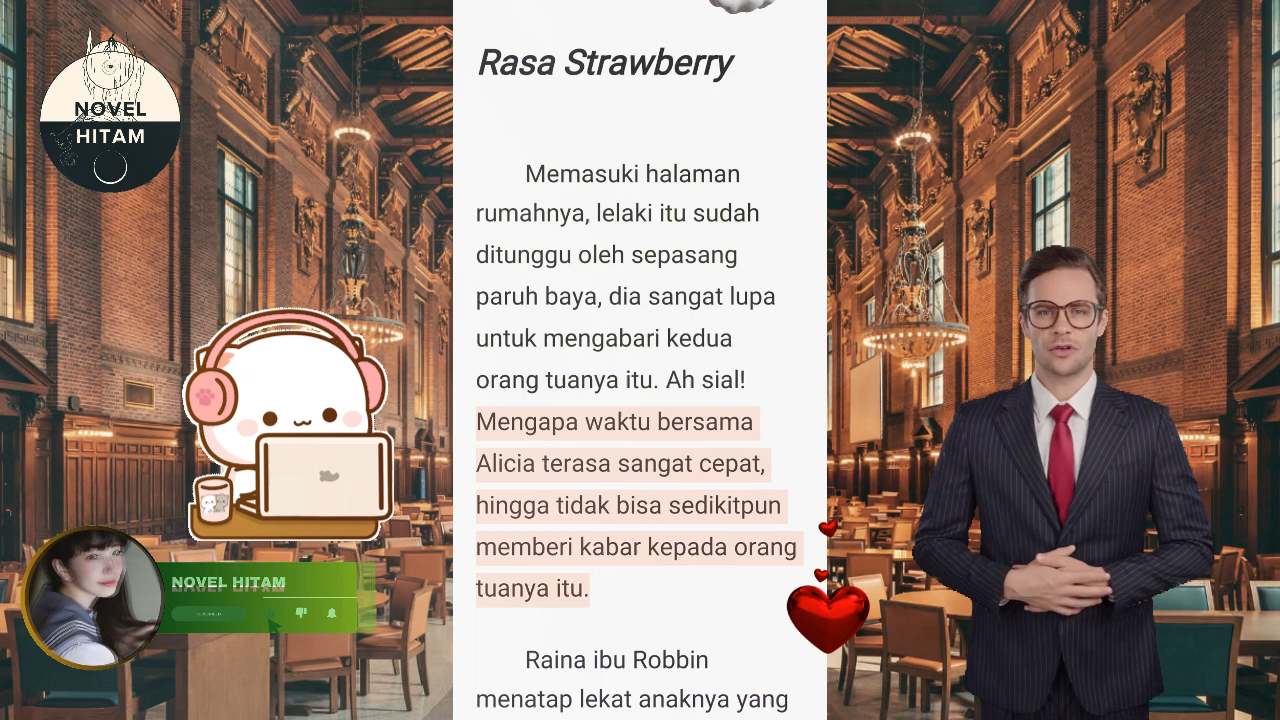 NOVEL
HITAM
Rasa Strawberry
Memasuki halaman
rumahnya, lelaki itu sudah
ditunggu oleh sepasang
paruh baya, dia sangat lupa
untuk mengabari kedua
orang tuanya itu. Ah sial!
Mengapa waktu bersama
Alicia terasa sangat cepat,
hingga tidak bisa sedikitpun
memberi kabar kepada orang
tuanya itu.
Raina ibu Robbin
menatap lekat anaknya yang
NOVEL HITAM